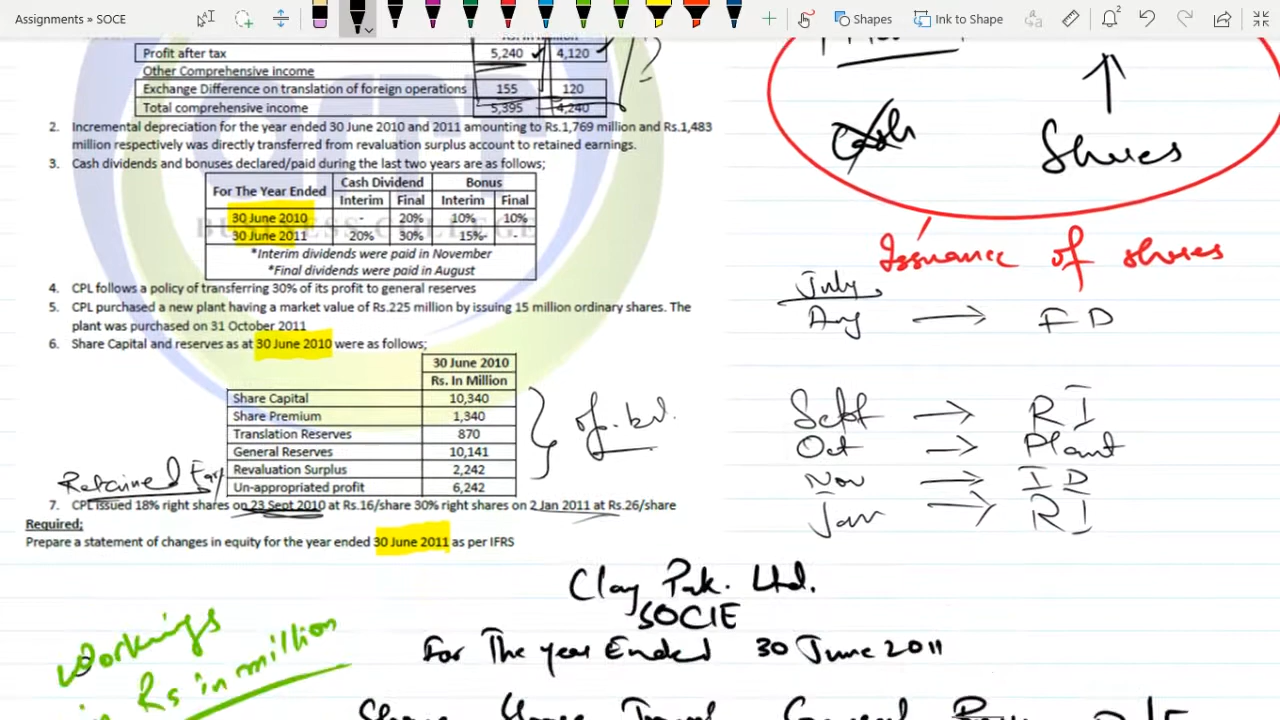 Assignments » SOCE
Shapes
Ink to Shape
Profit after tax 5,240 4,120
Other Comprehensive income
Exchange Difference on translation of foreign operations 155 120
Total comprehensive income 5,395 4,240
2. Incremental depreciation for the year ended 30 June 2010 and 2011 amounting to Rs.1,769 million and Rs.1,483
million respectively was directly transferred from revaluation surplus account to retained earnings.
3. Cash dividends and bonuses declared/paid during the last two years are as follows;
For The Year Ended Cash Dividend Bonus
Interim Final Interim Final
30 June 2010 - 20% 10% 10%
30 June 2011 20% 30% 15%- -
*Interim dividends were paid in November
*Final dividends were paid in August
4. CPL follows a policy of transferring 30% of its profit to general reserves
5. CPL purchased a new plant having a market value of Rs.225 million by issuing 15 million ordinary shares. The
plant was purchased on 31 October 2011
6. Share Capital and reserves as at 30 June 2010 were as follows;
30 June 2010
Rs. In Million
Share Capital 10,340
Share Premium 1,340
Translation Reserves 870
General Reserves 10,141
Revaluation Surplus 2,242
Un-appropriated profit 6,242
op. bal.
Retained Ear
7. CPL issued 18% right shares on 23 Sept 2010 at Rs.16/share 30% right shares on 2 Jan 2011 at Rs.26/share
Required;
Prepare a statement of changes in equity for the year ended 30 June 2011 as per IFRS
BUSINESS COLLEGE
Cash
Shares
Issuance of shares
July
Aug → FD
Sept → RI
Oct → Plant
Nov → ID
Jan → RI
Clay Pak. Ltd.
SOCIE
For The year Ended 30 June 2011
Workings
in Rs in million
General